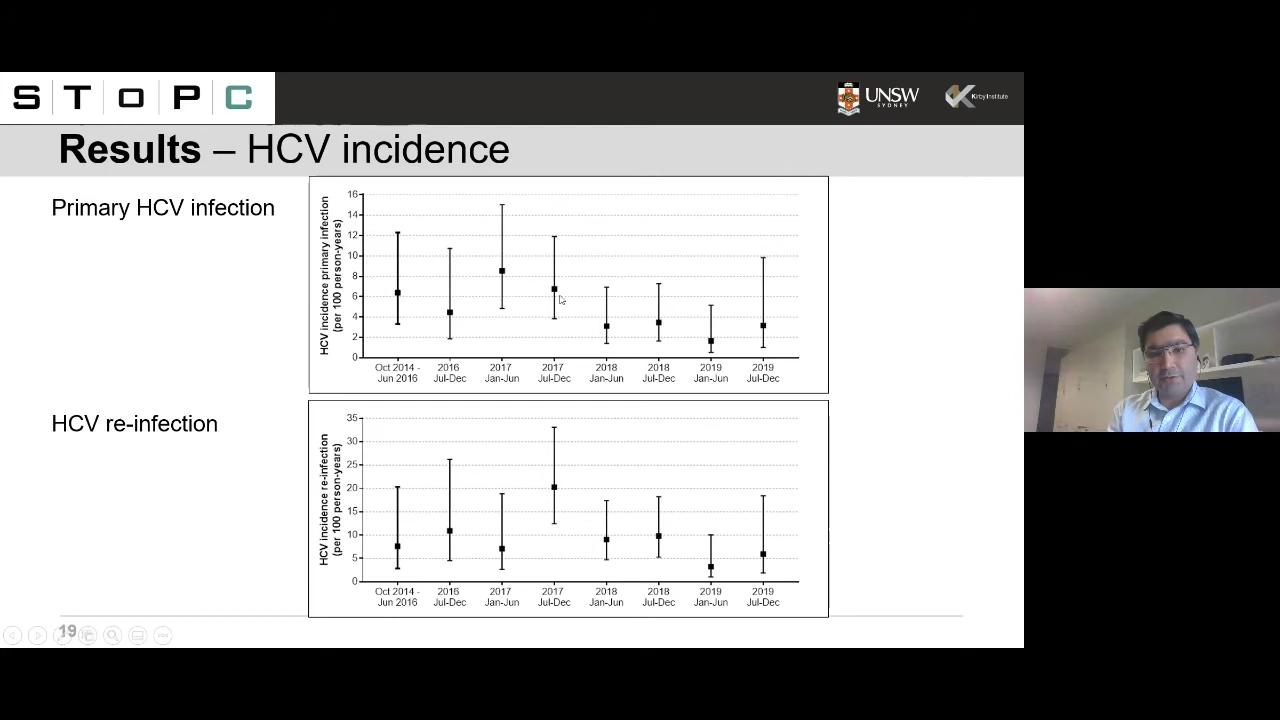 STOPC
UNSW
SYDNEY
Kirby Institute
Results – HCV incidence
Primary HCV infection
HCV incidence primary infection
(per 100 person-years)
16
14
12
10
8
6
4
2
0
Oct 2014 - Jun 2016
2016 Jul-Dec
2017 Jan-Jun
2017 Jul-Dec
2018 Jan-Jun
2018 Jul-Dec
2019 Jan-Jun
2019 Jul-Dec
HCV re-infection
HCV incidence re-infection
(per 100 person-years)
35
30
25
20
15
10
5
0
Oct 2014 - Jun 2016
2016 Jul-Dec
2017 Jan-Jun
2017 Jul-Dec
2018 Jan-Jun
2018 Jul-Dec
2019 Jan-Jun
2019 Jul-Dec
19